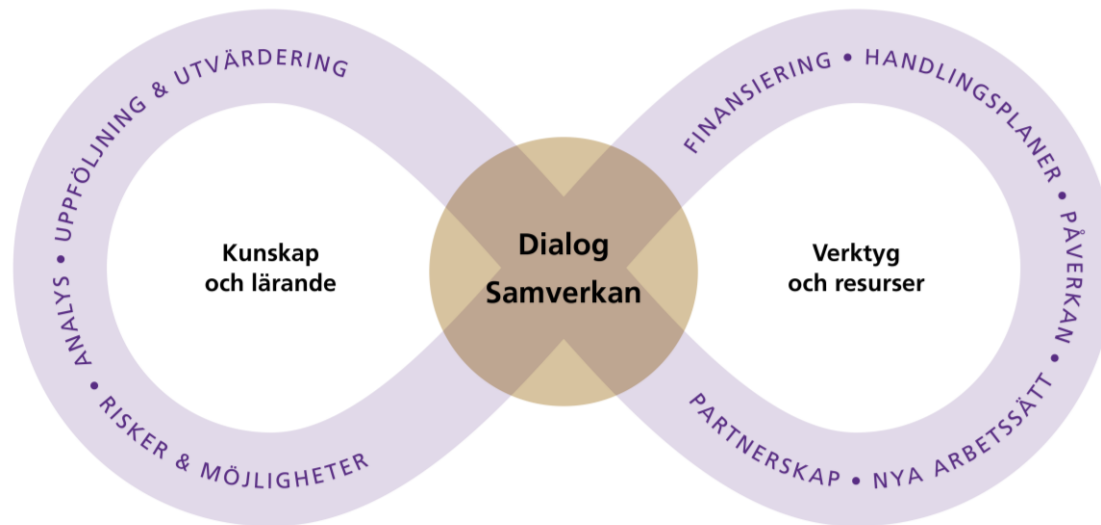 RISKER & MÖJLIGHETER • ANALYS • UPPFÖLJNING & UTVÄRDERING
Kunskap
och lärande
Dialog
Samverkan
FINANSIERING • HANDLINGSPLANER • PÅVERKAN • NYA ARBETSSÄTT • PARTNERSKAP
Verktyg
och resurser